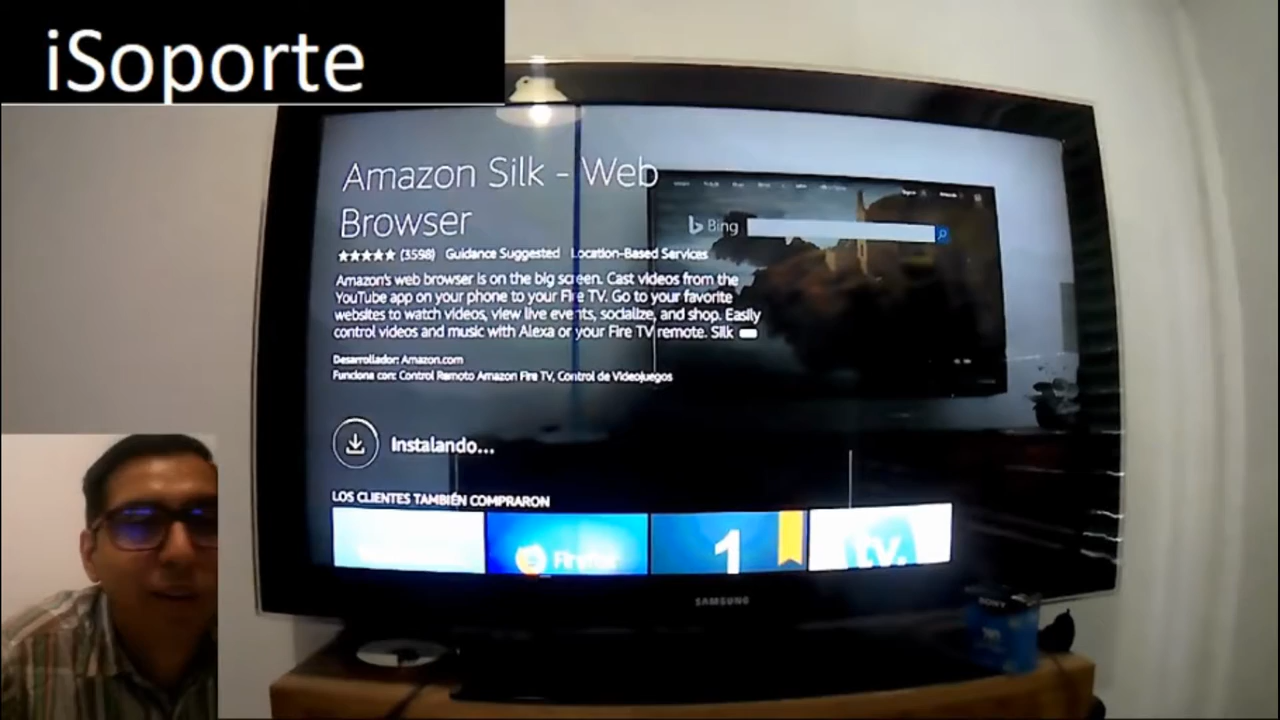 iSoporte
Amazon Silk - Web
Browser
(3598) Guidance Suggested Location-Based Services
Amazon's web browser is on the big screen. Cast videos from the
YouTube app on your phone to your Fire TV. Go to your favorite
websites to watch videos, view live events, socialize, and shop. Easily
control videos and music with Alexa or your Fire TV remote. Silk
Desarrollador: Amazon.com
Funciona con: Control Remoto Amazon Fire TV, Control de Videojuegos
Bing
Instalando...
LOS CLIENTES TAMBIÉN COMPRARON
Firefox
1
tv.
SAMSUNG
SONY